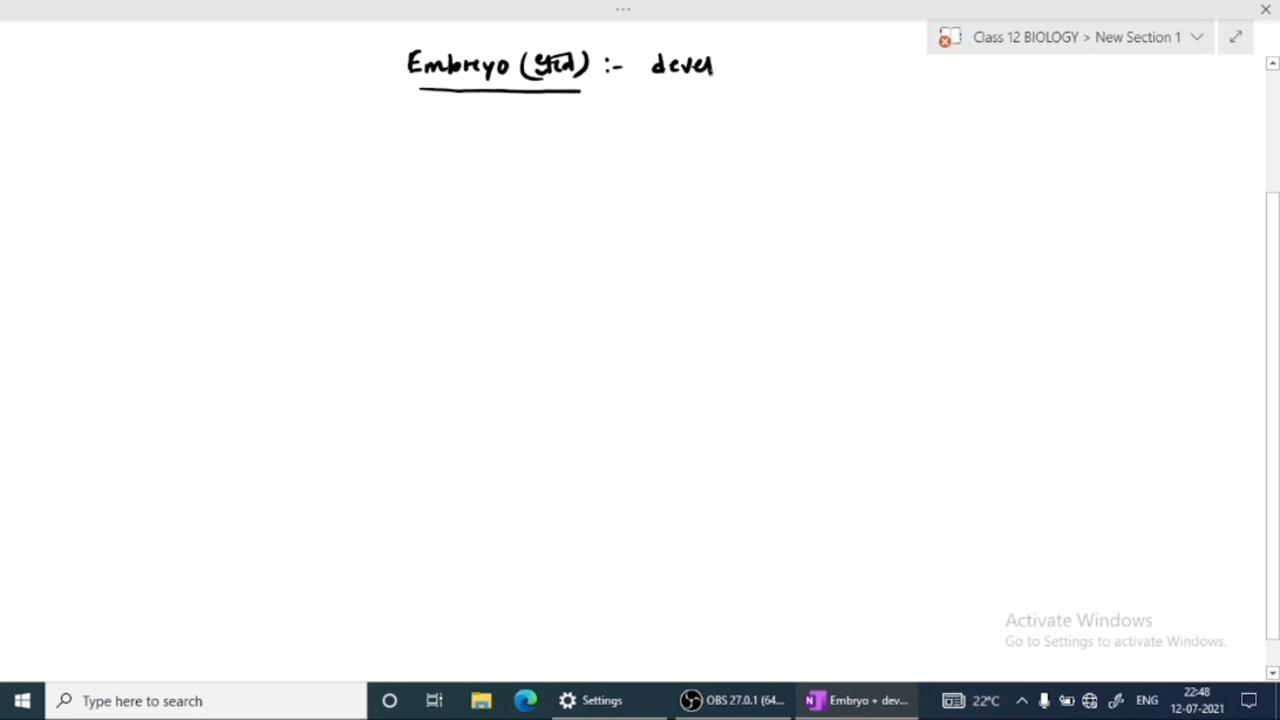 Class 12 BIOLOGY > New Section 1
Embreyo (भ्रूण) :- devel
Activate Windows
Go to Settings to activate Windows.
Type here to search
Settings
OBS 27.0.1 (64...
Embryo + dev...
22°C
ENG
22:48
12-07-2021